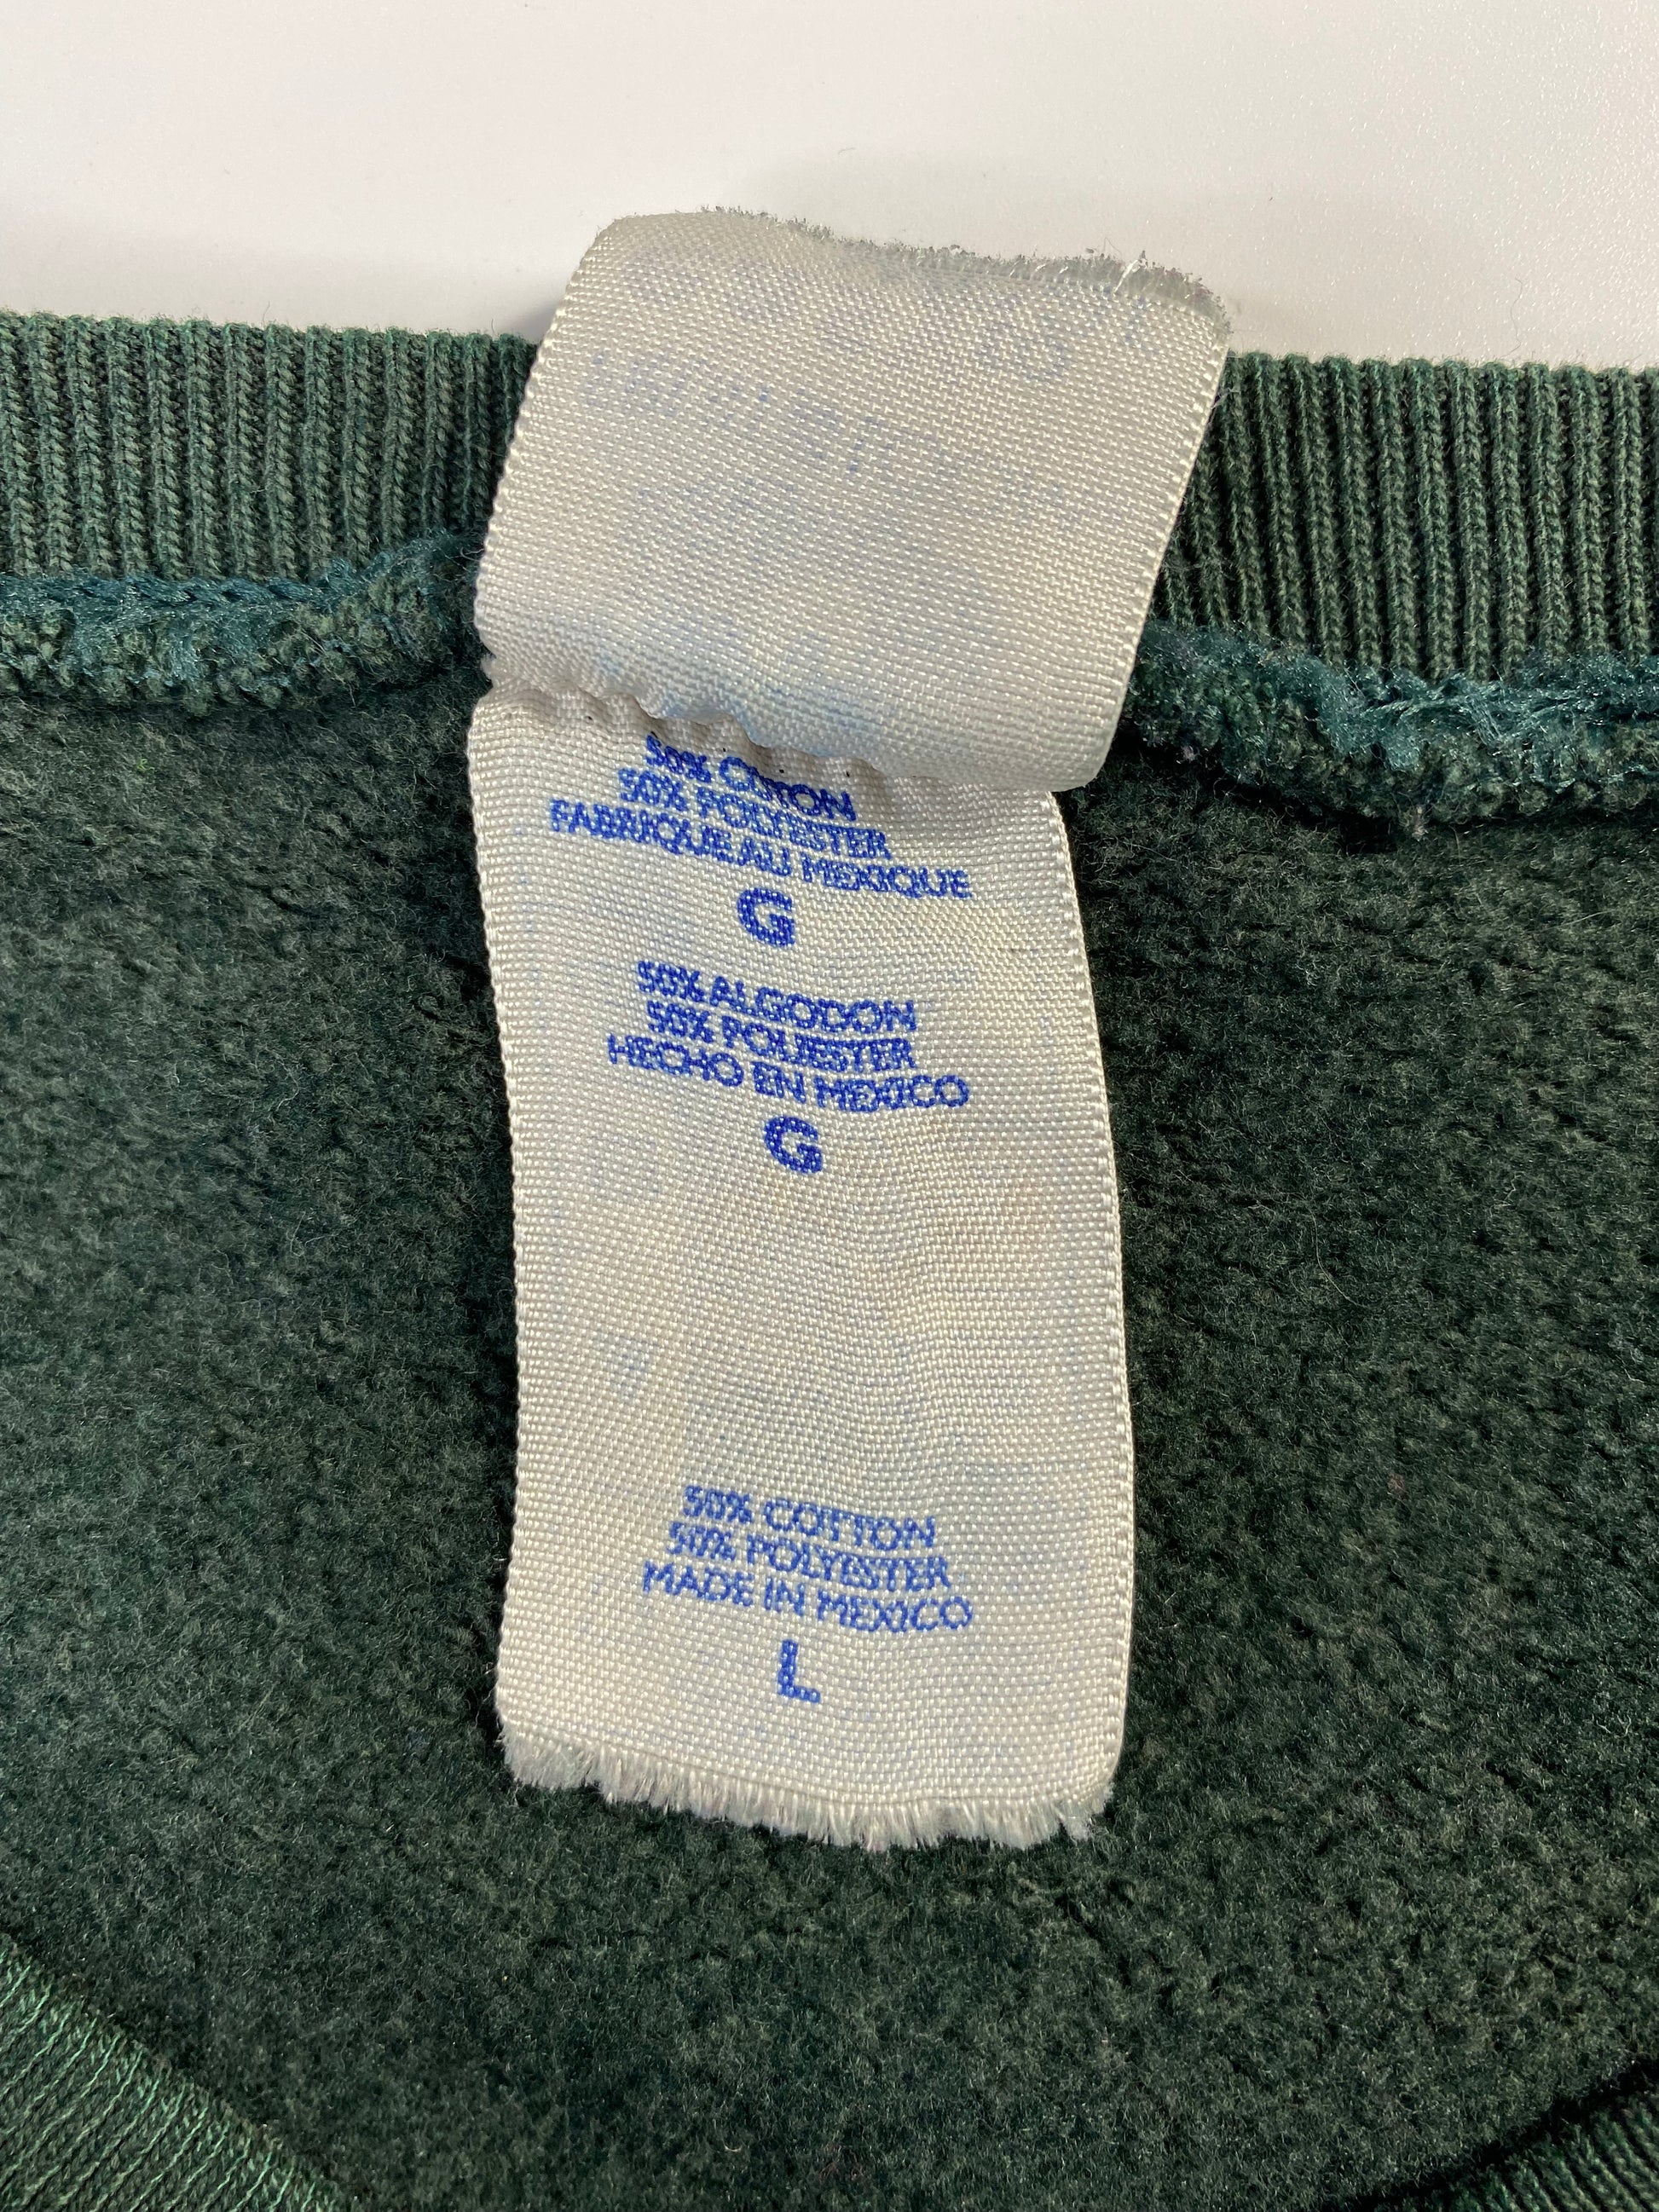 50% COTON
50% POLYESTER
FABRIQUE AU MEXIQUE
G
50% ALGODON
50% POLIESTER
HECHO EN MEXICO
G
50% COTTON
50% POLYESTER
MADE IN MEXICO
L